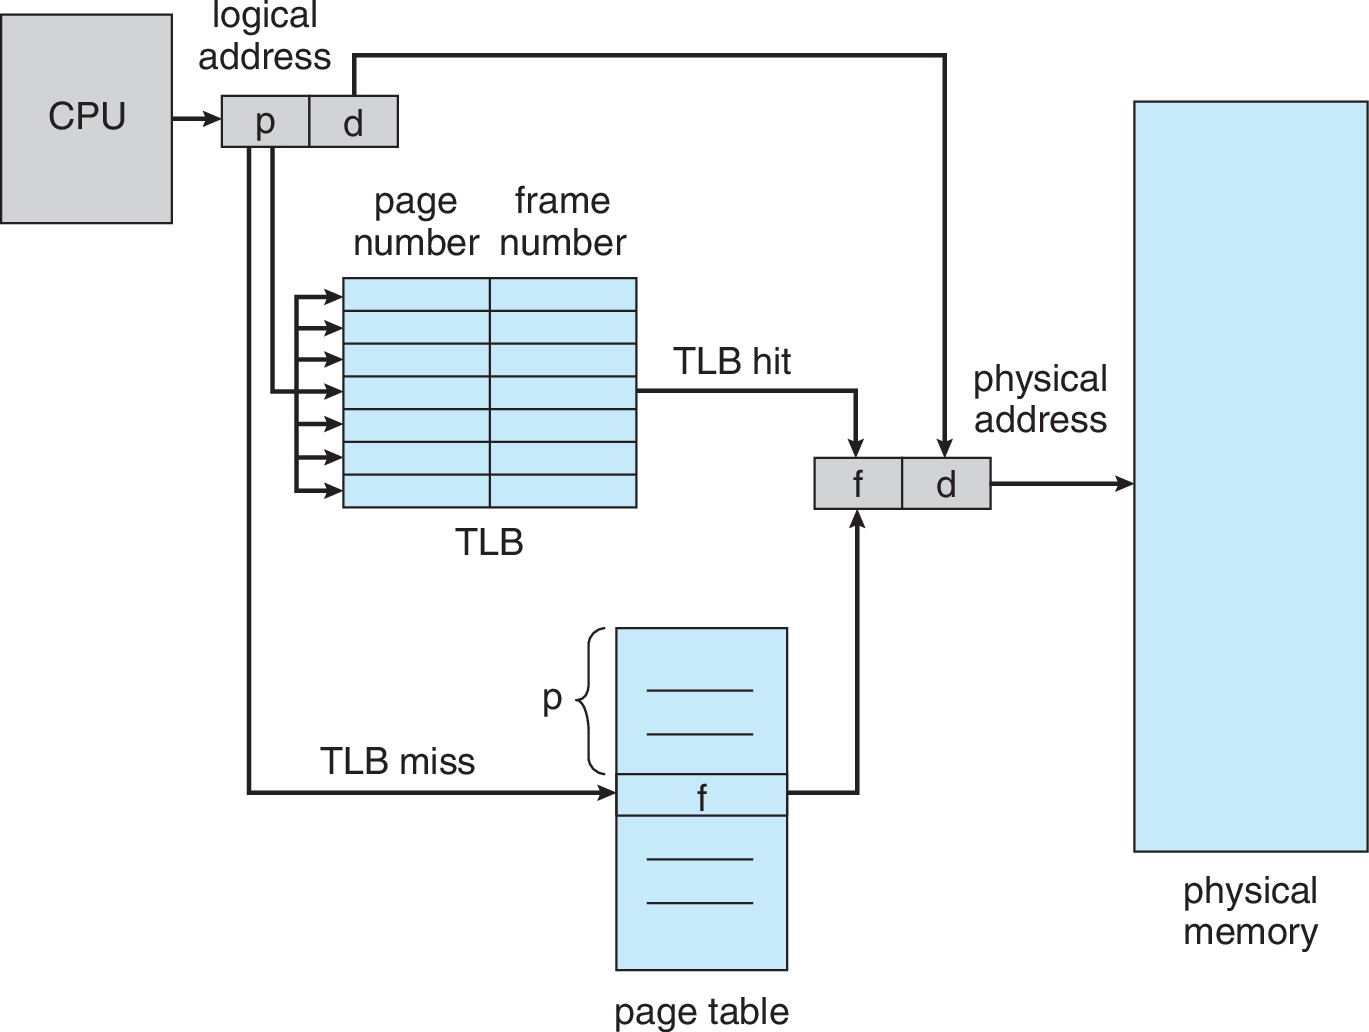 logical
address
CPU
p
d
page
number
frame
number
TLB hit
physical
address
f
d
TLB
p
TLB miss
f
page table
physical
memory